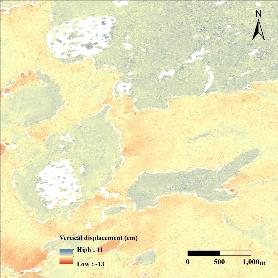 N
Vertical displacement (cm)
High : 11
Low : -13
0 500 1,000m